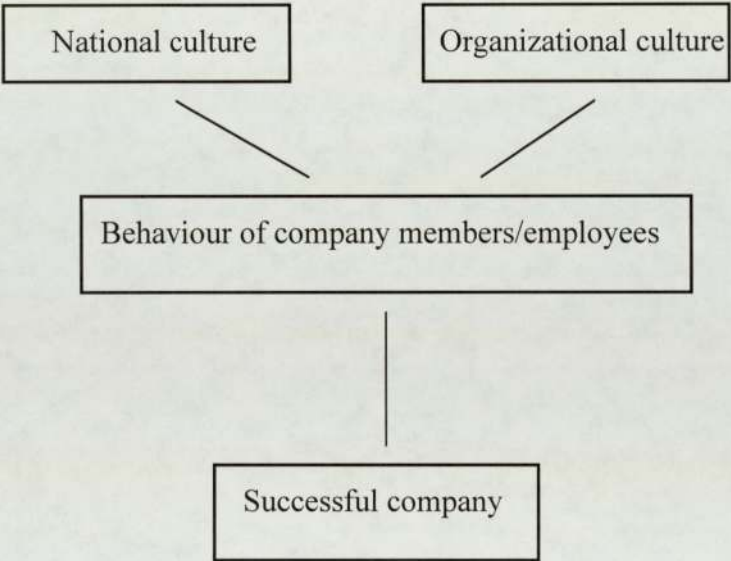 National culture
Organizational culture
Behaviour of company members/employees
Successful company